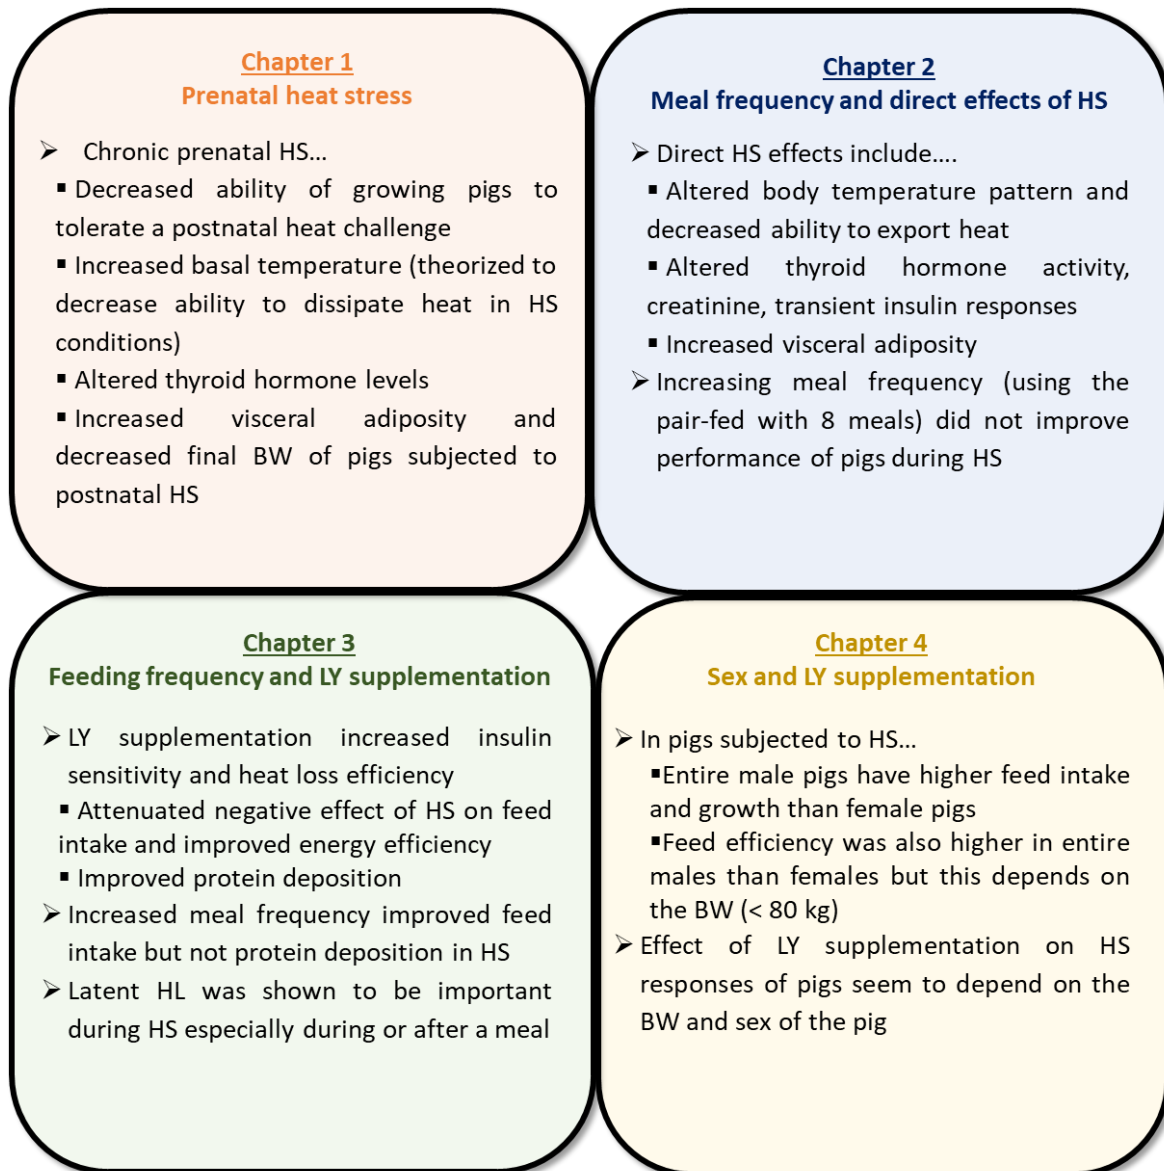 Chapter 1
Prenatal heat stress
➢ Chronic prenatal HS...
▪ Decreased ability of growing pigs to
tolerate a postnatal heat challenge
▪ Increased basal temperature (theorized to
decrease ability to dissipate heat in HS
conditions)
▪ Altered thyroid hormone levels
▪ Increased visceral adiposity and
decreased final BW of pigs subjected to
postnatal HS
Chapter 2
Meal frequency and direct effects of HS
➢ Direct HS effects include....
▪ Altered body temperature pattern and
decreased ability to export heat
▪ Altered thyroid hormone activity,
creatinine, transient insulin responses
▪ Increased visceral adiposity
➢ Increasing meal frequency (using the
pair-fed with 8 meals) did not improve
performance of pigs during HS
Chapter 3
Feeding frequency and LY supplementation
➢ LY supplementation increased insulin
sensitivity and heat loss efficiency
▪ Attenuated negative effect of HS on feed
intake and improved energy efficiency
▪ Improved protein deposition
➢ Increased meal frequency improved feed
intake but not protein deposition in HS
➢ Latent HL was shown to be important
during HS especially during or after a meal
Chapter 4
Sex and LY supplementation
➢ In pigs subjected to HS...
▪Entire male pigs have higher feed intake
and growth than female pigs
▪Feed efficiency was also higher in entire
males than females but this depends on
the BW (< 80 kg)
➢ Effect of LY supplementation on HS
responses of pigs seem to depend on the
BW and sex of the pig